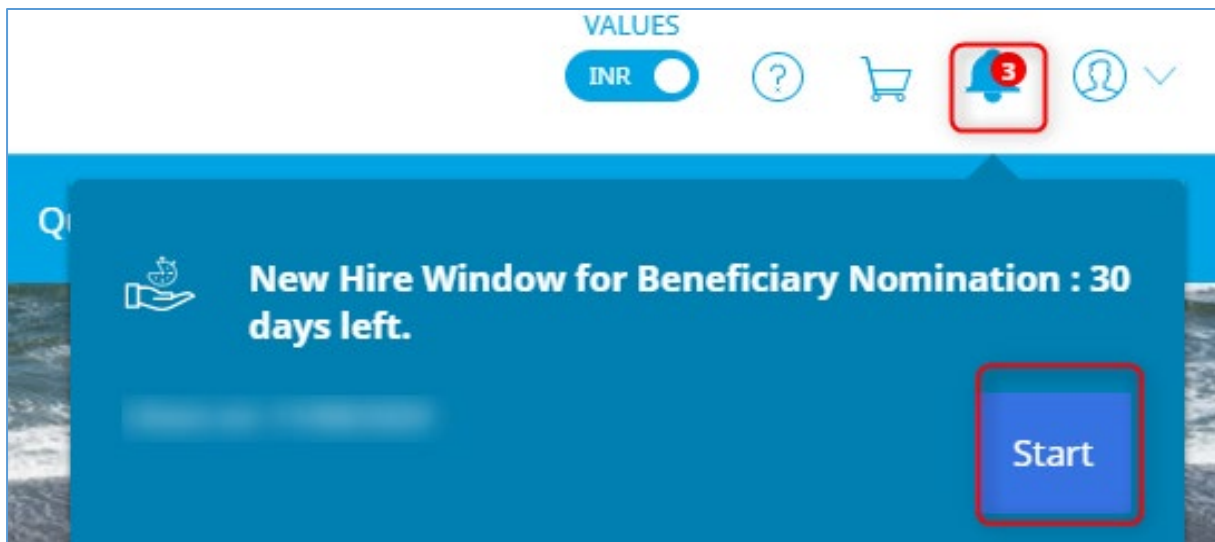 VALUES
INR
?
3
New Hire Window for Beneficiary Nomination : 30
days left.
Start